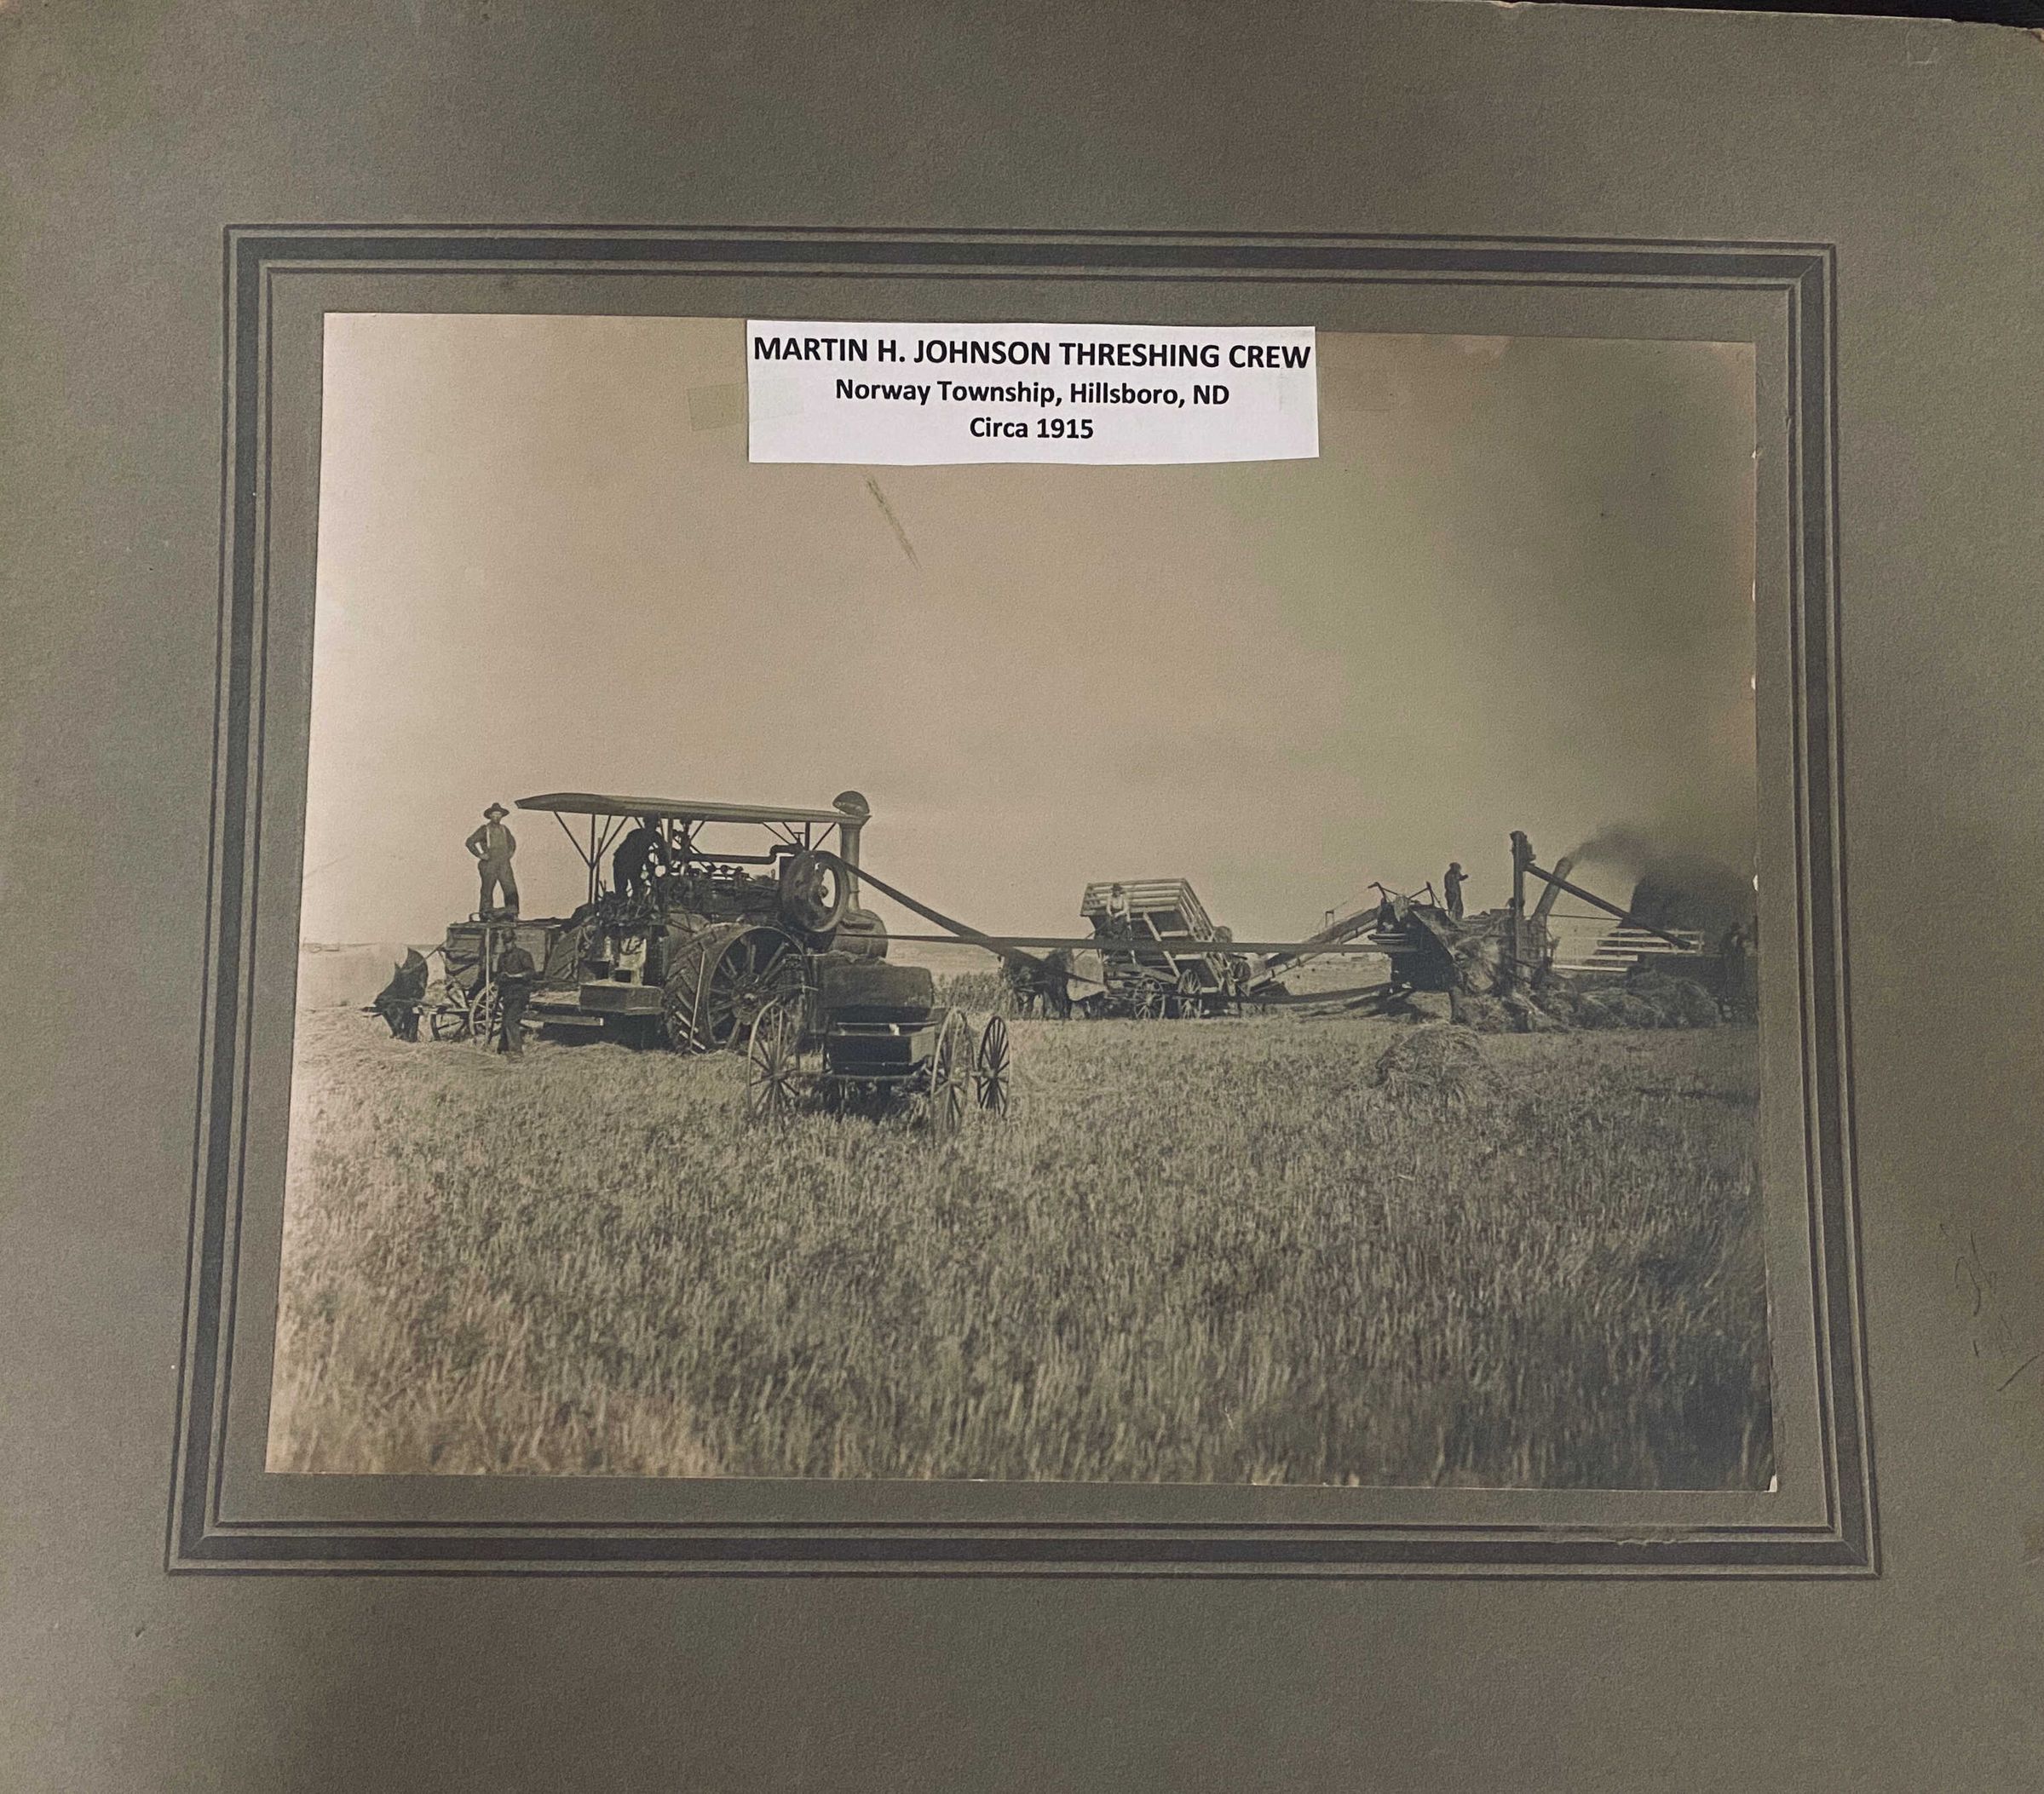 MARTIN H. JOHNSON THRESHING CREW
Norway Township, Hillsboro, ND
Circa 1915